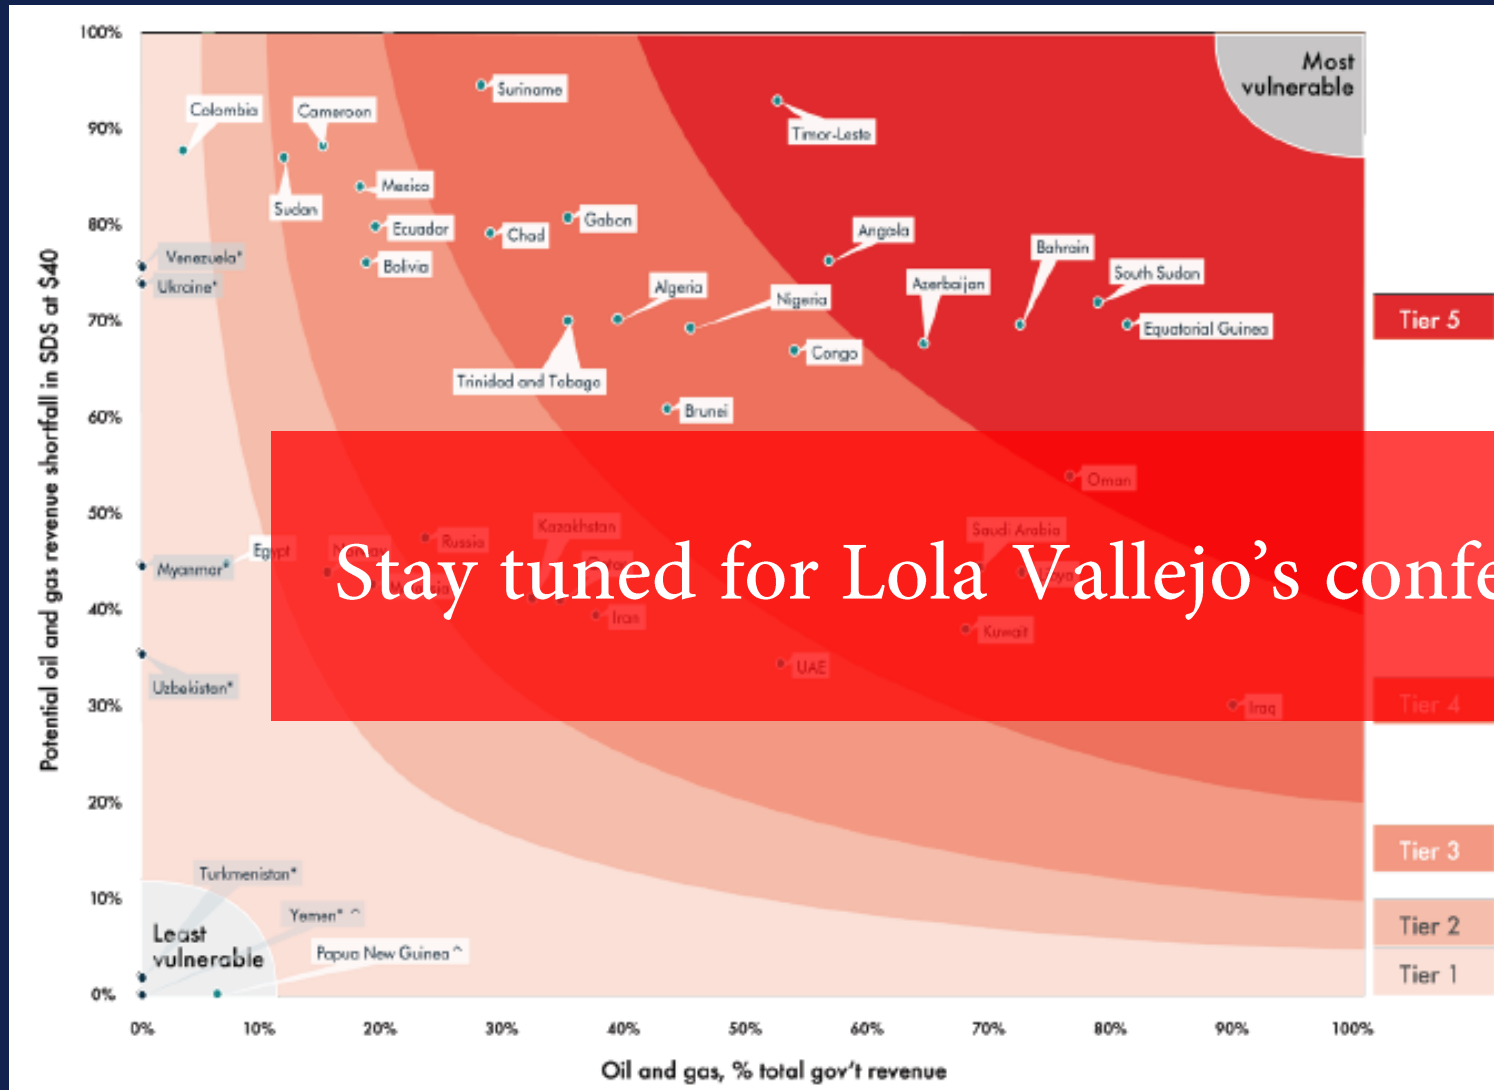 100%
Most
vulnerable
Suriname
Colombia
Cameroon
90%
Timor-Leste
Mexico
Sudan
80%
Ecuador
Chad
Gabon
Angola
Bahrain
Venezuela*
Bolivia
South Sudan
Ukraine*
Algeria
Nigeria
Azerbaijan
70%
Tier 5
Equatorial Guinea
Congo
Trinidad and Tobago
60%
Brunei
Potential oil and gas revenue shortfall in SDS at $40
50%
Oman
Kazakhstan
Saudi Arabia
Egypt
Russia
Myanmar*
Stay tuned for Lola Vallejo's confe
40%
Iran
Kuwait
UAE
Uzbekistan*
30%
Iraq
Tier 4
20%
Tier 3
Turkmenistan*
10%
Yemen* ^
Least
vulnerable
Papua New Guinea^
Tier 2
Tier 1
0%
0% 10% 20% 30% 40% 50% 60% 70% 80% 90% 100%
Oil and gas, % total gov't revenue